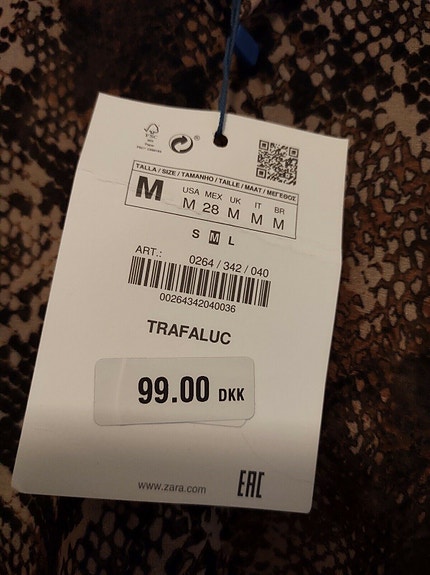 FSC
®
TALLA / SIZE / TAMANHO / TAILLE / MAAT / ΜΕΓΕΘΟΣ
M
USA MEX UK IT BR
M 28 M M M
S M L
ART.: 0264 / 342 / 040
00264342040036
TRAFALUC
99.00 DKK
www.zara.com
EAC